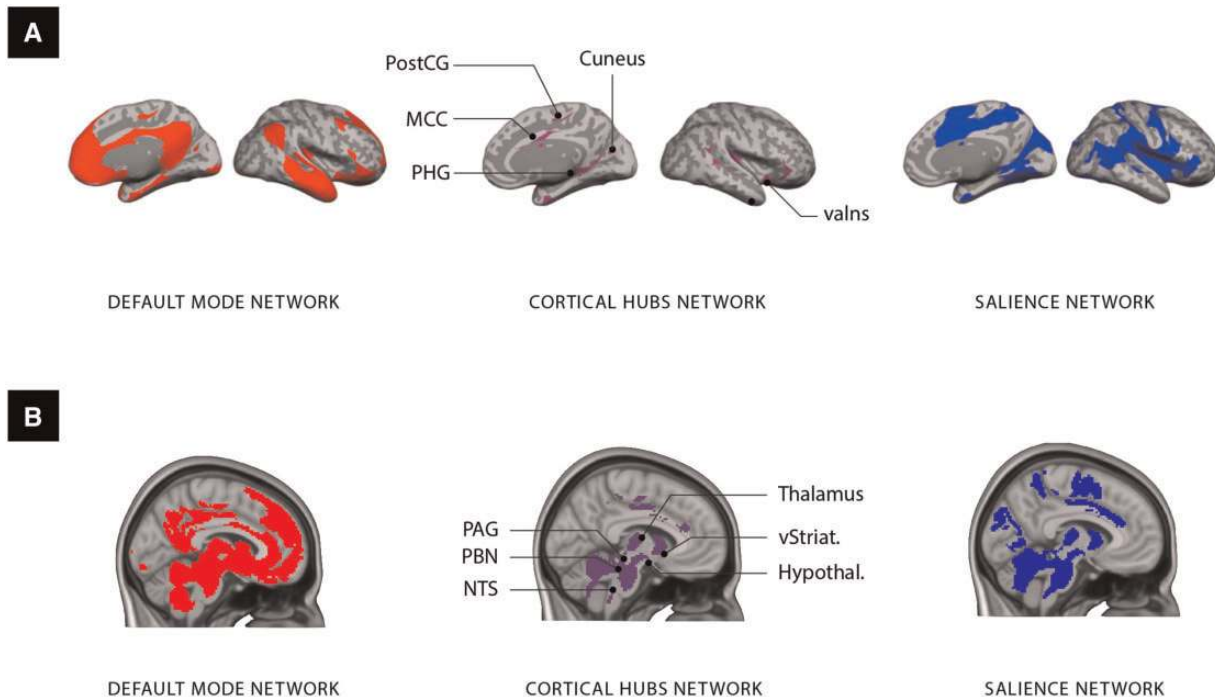 A
PostCG
Cuneus
MCC
PHG
vaIns
DEFAULT MODE NETWORK
CORTICAL HUBS NETWORK
SALIENCE NETWORK
B
Thalamus
PAG
vStriat.
PBN
Hypothal.
NTS
DEFAULT MODE NETWORK
CORTICAL HUBS NETWORK
SALIENCE NETWORK